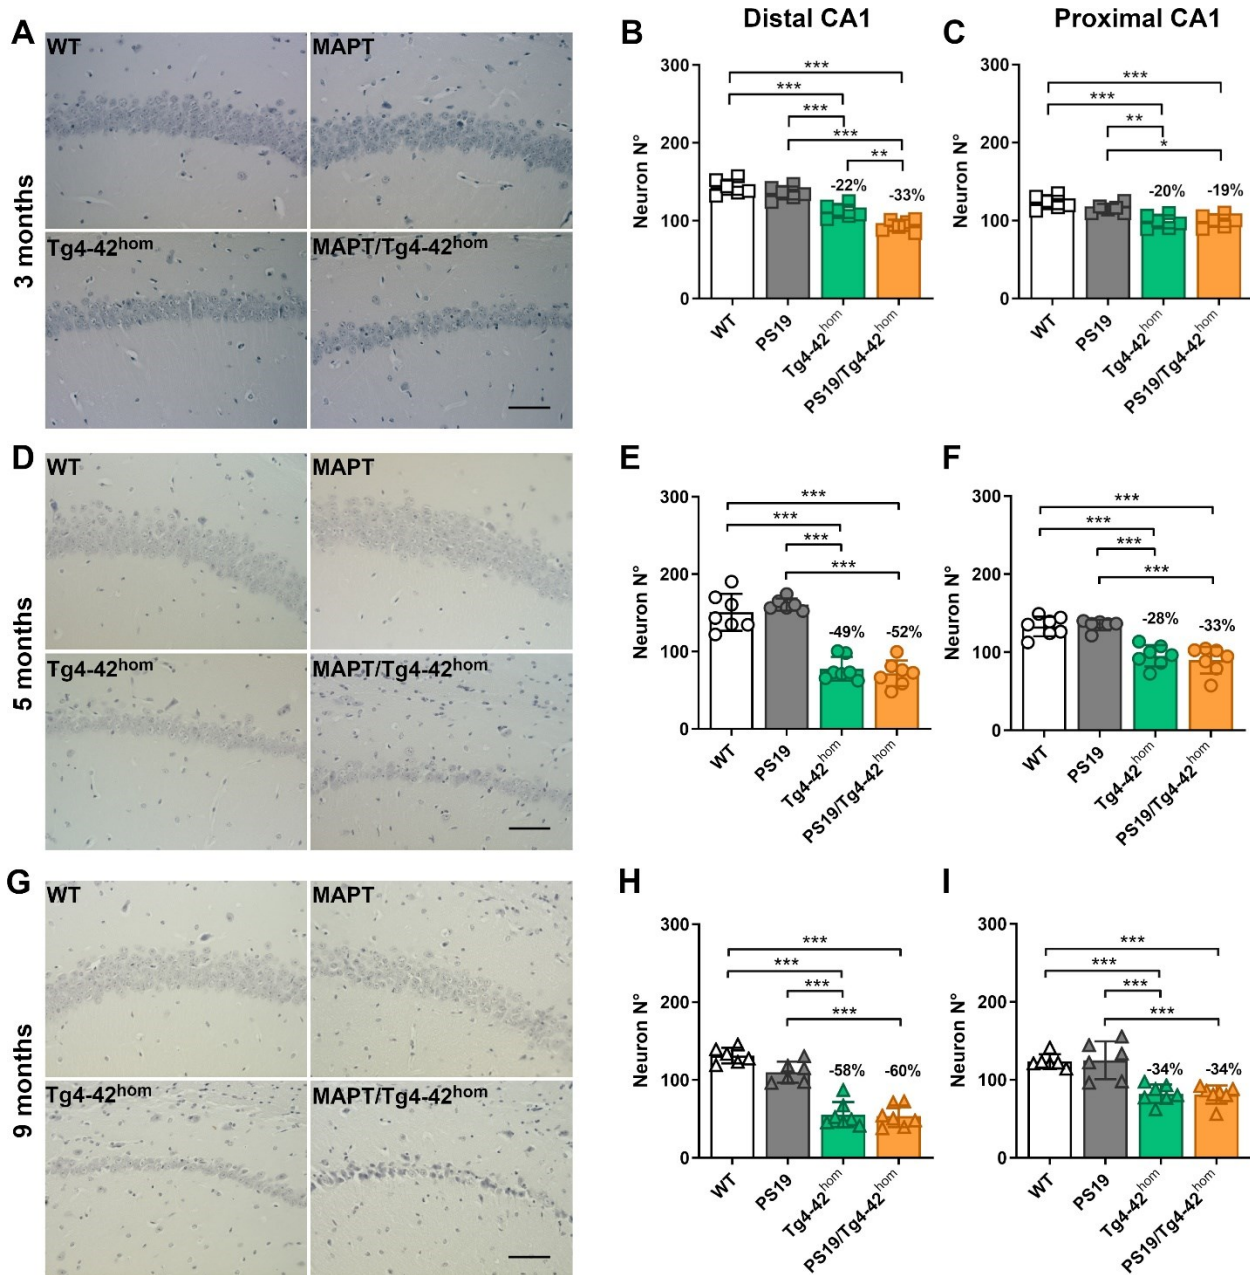 Distal CA1
Proximal CA1
A
WT
MAPT
Tg4-42hom
MAPT/Tg4-42hom
3 months
B
300
200
100
0
Neuron N°
***
***
***
***
**
-22%
-33%
WT
PS19
Tg4-42hom
PS19/Tg4-42hom
C
300
200
100
0
Neuron N°
***
***
**
*
-20%
-19%
WT
PS19
Tg4-42hom
PS19/Tg4-42hom
D
WT
MAPT
Tg4-42hom
MAPT/Tg4-42hom
5 months
E
300
200
100
0
Neuron N°
***
***
***
***
-49%
-52%
WT
PS19
Tg4-42hom
PS19/Tg4-42hom
F
300
200
100
0
Neuron N°
***
***
***
***
-28%
-33%
WT
PS19
Tg4-42hom
PS19/Tg4-42hom
G
WT
MAPT
Tg4-42hom
MAPT/Tg4-42hom
9 months
H
300
200
100
0
Neuron N°
***
***
***
***
-58%
-60%
WT
PS19
Tg4-42hom
PS19/Tg4-42hom
I
300
200
100
0
Neuron N°
***
***
***
***
-34%
-34%
WT
PS19
Tg4-42hom
PS19/Tg4-42hom